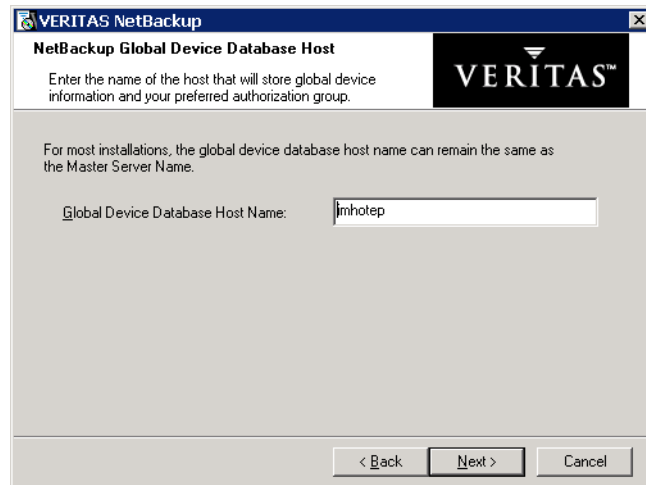 VERITAS NetBackup
NetBackup Global Device Database Host
Enter the name of the host that will store global device
information and your preferred authorization group.
VERITAS™
For most installations, the global device database host name can remain the same as
the Master Server Name.
Global Device Database Host Name: imhotep
< Back Next > Cancel